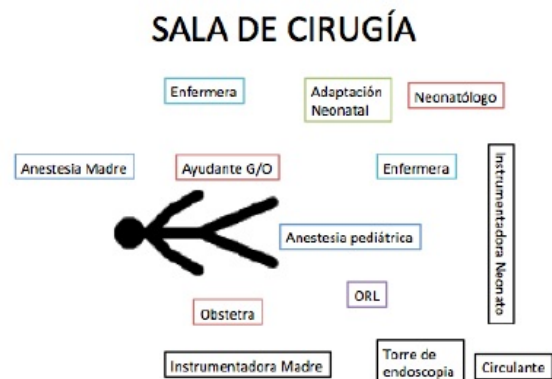 SALA DE CIRUGÍA
Enfermera
Adaptación
Neonatal
Neonatólogo
Anestesia Madre
Ayudante G/O
Enfermera
Instrumentadora Neonato
Anestesia pediátrica
ORL
Obstetra
Instrumentadora Madre
Torre de
endoscopia
Circulante